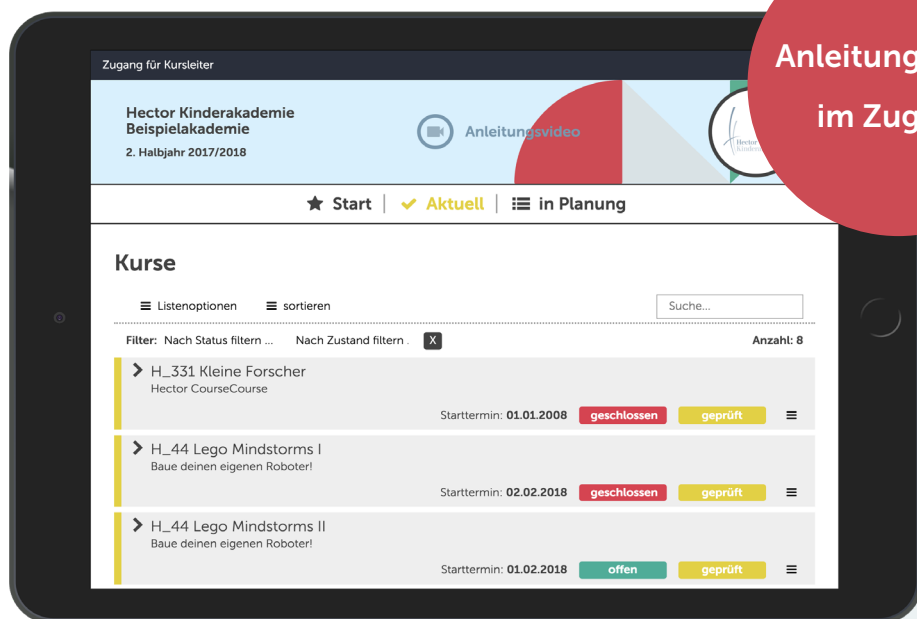 Zugang für Kursleiter
Anleitung
im Zug
Hector Kinderakademie
Beispielakademie
2. Halbjahr 2017/2018
Anleitungsvideo
Hector
Start
Aktuell
in Planung
Kurse
Listenoptionen
sortieren
Suche...
Filter: Nach Status filtern ...
Nach Zustand filtern .
X
Anzahl: 8
H_331 Kleine Forscher
Hector CourseCourse
Starttermin: 01.01.2008 geschlossen geprüft
H_44 Lego Mindstorms I
Baue deinen eigenen Roboter!
Starttermin: 02.02.2018 geschlossen geprüft
H_44 Lego Mindstorms II
Baue deinen eigenen Roboter!
Starttermin: 01.02.2018 offen geprüft